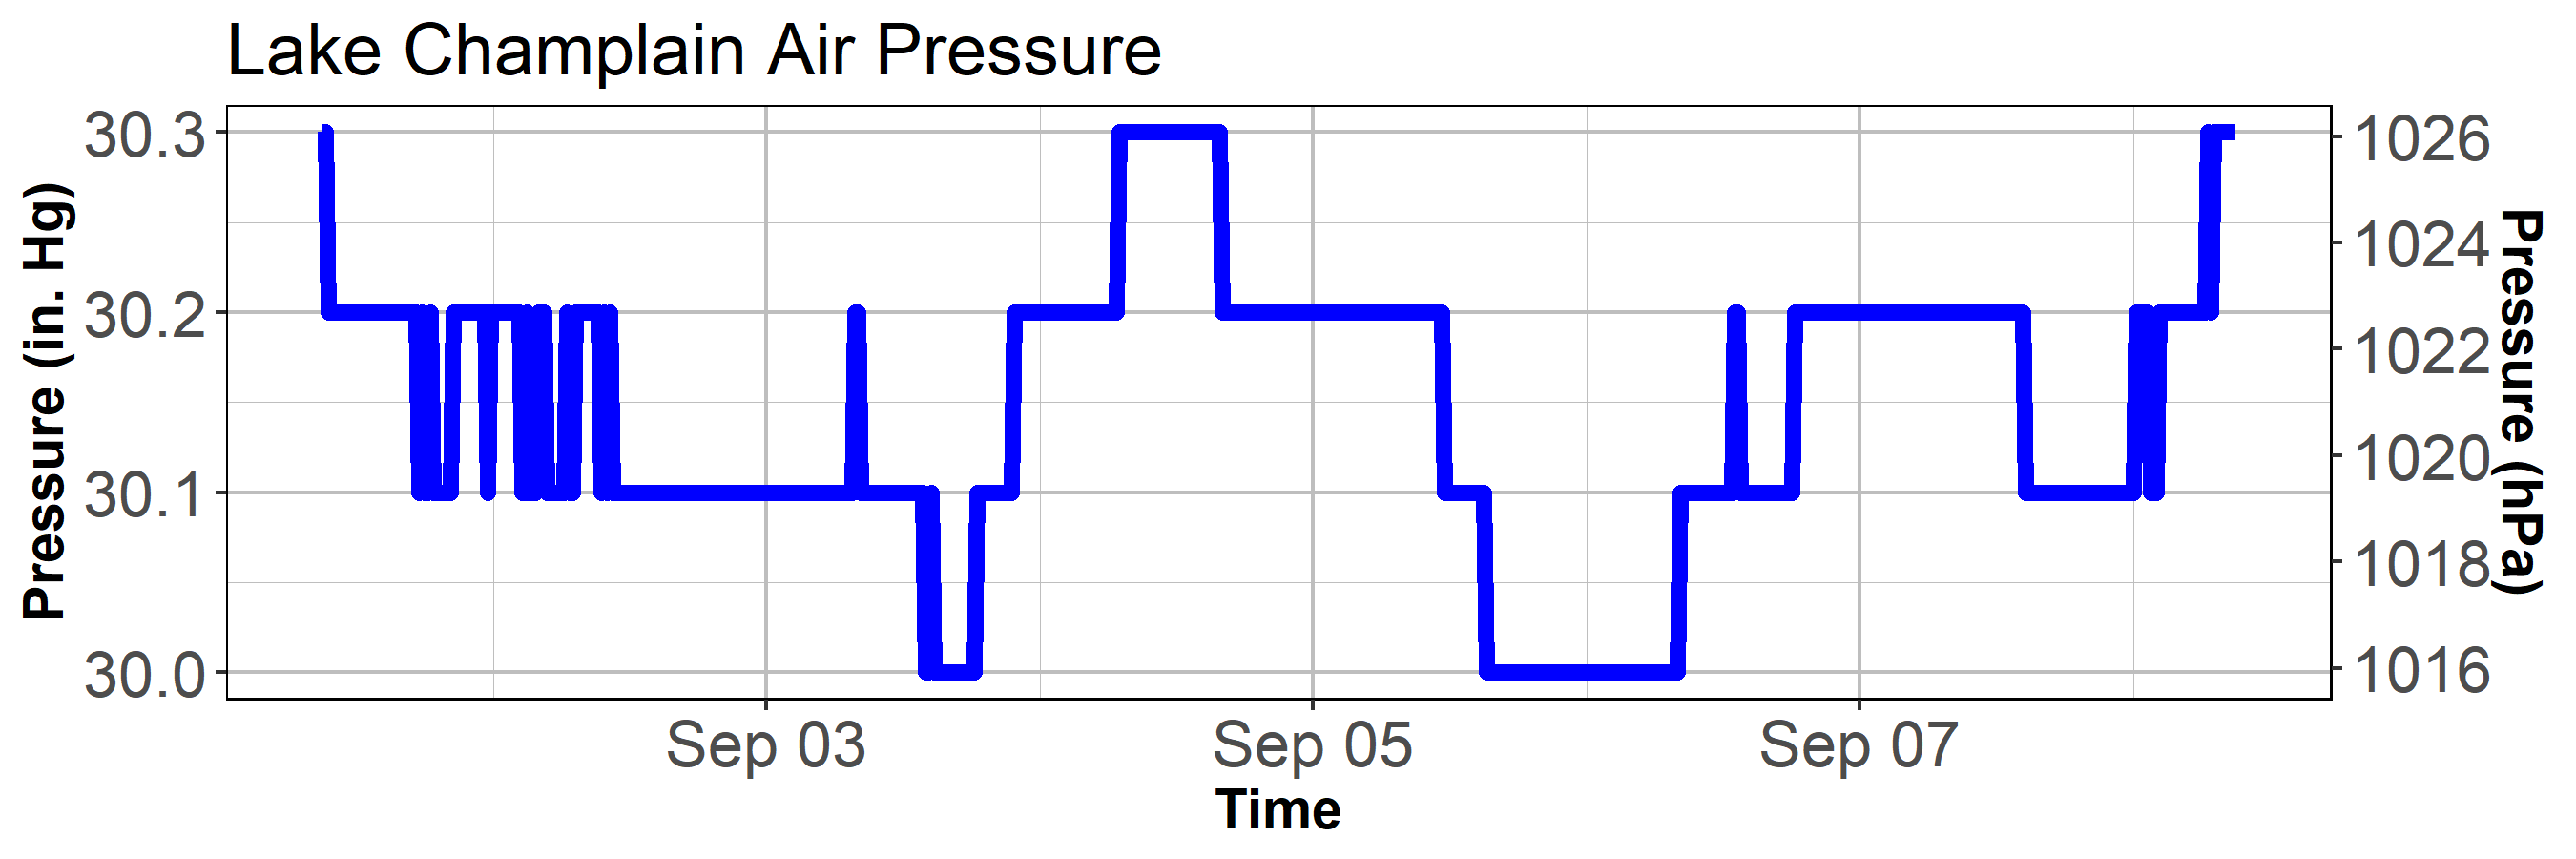 Lake Champlain Air Pressure
Pressure (in. Hg)
30.3
30.2
30.1
30.0
1026
1024
1022
1020
1018
1016
Pressure (hPa)
Sep 03 Sep 05 Sep 07
Time